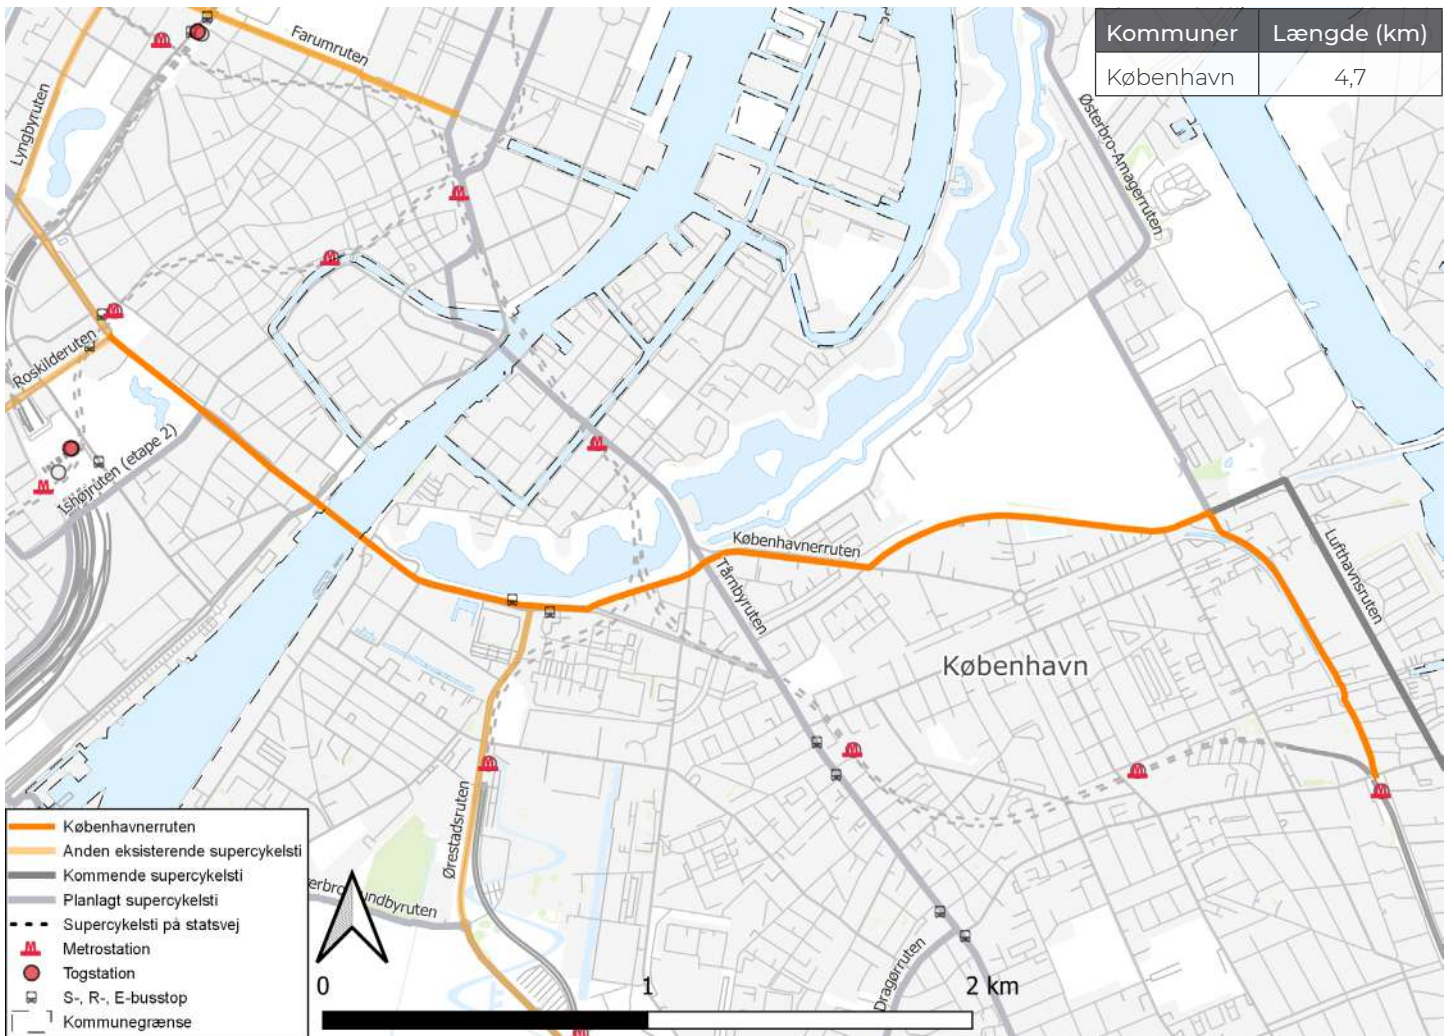 Kommuner Længde (km)
København 4,7
Farumruten
Lyngbyruten
Østerbro-Amagerruten
Roskilderuten
Ishøjruten (etape 2)
Københavnerruten
Tårnbyruten
Lufthavnsruten
København
Ørestadsruten
Dragørruten
erbro undbyruten
Københavnerruten
Anden eksisterende supercykelsti
Kommende supercykelsti
Planlagt supercykelsti
Supercykelsti på statsvej
Metrostation
Togstation
S-, R-, E-busstop
Kommunegrænse
0 1 2 km